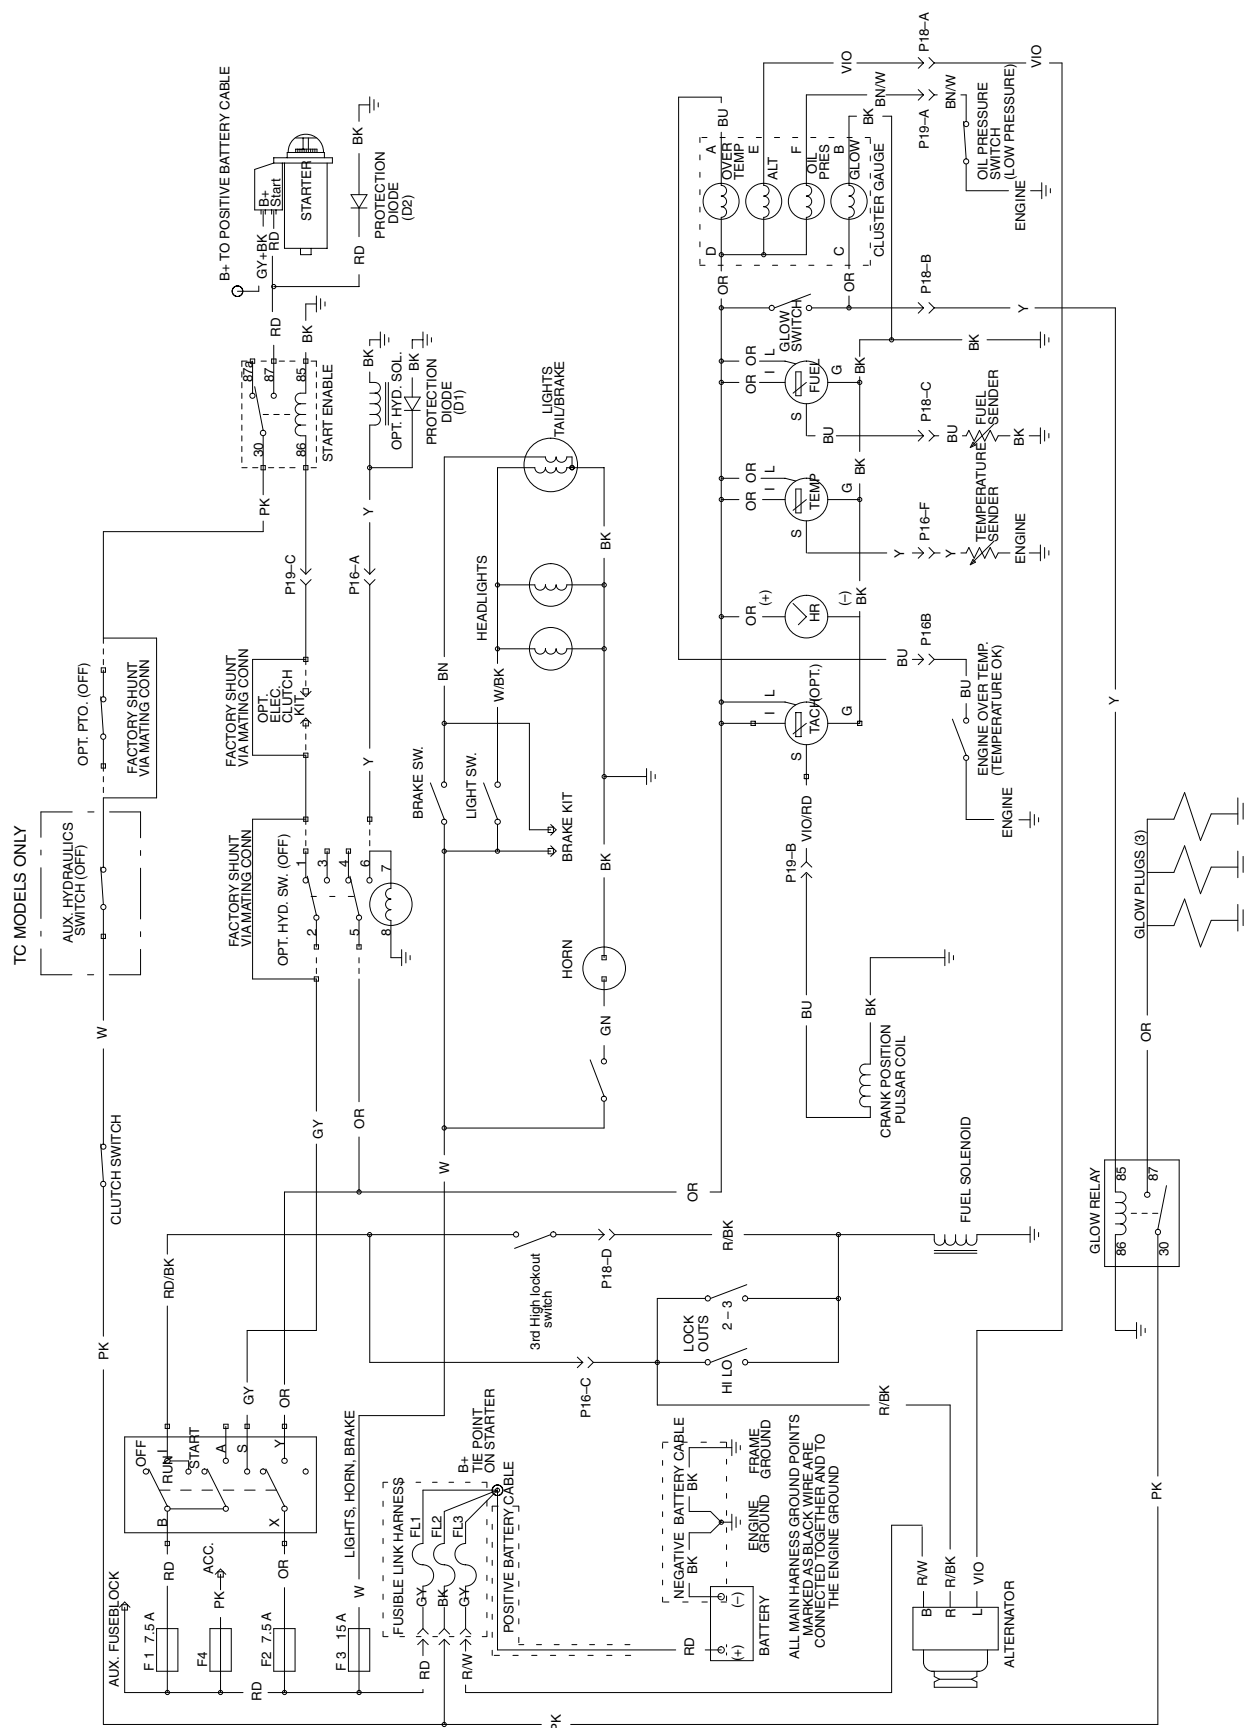 TC MODELS ONLY
AUX. HYDRAULICS
SWITCH (OFF)
OPT. PTO. (OFF)
FACTORY SHUNT
VIA MATING CONN
W
CLUTCH SWITCH
PK
PK
30
87a
87
86
85
START ENABLE
RD
BK
B+ TO POSITIVE BATTERY CABLE
GY+BK
RD
B+
Start
STARTER
RD
BK
PROTECTION
DIODE
(D2)
P19–C
FACTORY SHUNT
VIA MATING CONN
OPT.
ELEC.
CLUTCH
KIT
FACTORY SHUNT
VIA MATING CONN
OPT. HYD. SW. (OFF)
1
2
3
4
5
6
7
8
Y
P16–A
Y
BK
OPT. HYD. SOL.
BK
PROTECTION
DIODE
(D1)
GY
OR
LIGHTS
TAIL/BRAKE
HEADLIGHTS
BN
W/BK
BK
BRAKE SW.
LIGHT SW.
BRAKE KIT
BK
HORN
GN
W
OFF
RUN
I
START
A
S
Y
B
X
RD/BK
GY
OR
RD
ACC.
PK
OR
AUX. FUSEBLOCK
F 1 7.5 A
F4
F2 7.5 A
F 3 15 A
RD
W
LIGHTS, HORN, BRAKE
FUSIBLE LINK HARNESS
FL1
FL2
FL3
GY
BK
GY
RD
R/W
PK
B+
TIE POINT
ON STARTER
POSITIVE BATTERY CABLE
RD
3rd High lockout
switch
P18–D
R/BK
P16–C
LOCK
OUTS
2 – 3
HI LO
R/BK
FUEL SOLENOID
NEGATIVE BATTERY CABLE
BK
BK
ENGINE
GROUND
FRAME
GROUND
(+)
(–)
BATTERY
ALL MAIN HARNESS GROUND POINTS
MARKED AS BLACK WIRE ARE
CONNECTED TOGETHER AND TO
THE ENGINE GROUND
R/W
R/BK
VIO
B
R
L
ALTERNATOR
PK
GLOW RELAY
86
85
30
87
OR
GLOW PLUGS (3)
Y
OR
CRANK POSITION
PULSAR COIL
BU
BK
P19–B
VIO/RD
S
TACH(OPT.)
I
L
G
OR
(+)
HR
(–)
BK
OR
OR
I
L
TEMP
S
G
BK
Y
P16–F
Y
TEMPERATURE
SENDER
ENGINE
OR
OR
I
L
FUEL
S
G
BK
BU
P18–C
BU
FUEL
SENDER
BK
BU
P16B
BU
ENGINE OVER TEMP.
(TEMPERATURE OK)
ENGINE
GLOW
SWITCH
OR
OR
P18–B
Y
BK
BU
A
OVER
TEMP
E
ALT
F
OIL
PRES
B
GLOW
D
C
CLUSTER GAUGE
VIO
P18–A
VIO
BN/W
P19–A
BN/W
BK
OIL PRESSURE
SWITCH
(LOW PRESSURE)
ENGINE